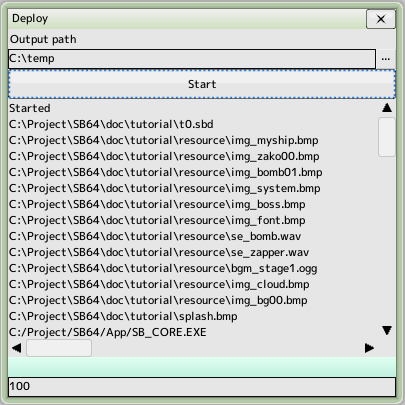 Deploy
Output path
C:\temp
...
Start
Started
C:\Project\SB64\doc\tutorial\t0.sbd
C:\Project\SB64\doc\tutorial\resource\img_myship.bmp
C:\Project\SB64\doc\tutorial\resource\img_zako00.bmp
C:\Project\SB64\doc\tutorial\resource\img_bomb01.bmp
C:\Project\SB64\doc\tutorial\resource\img_system.bmp
C:\Project\SB64\doc\tutorial\resource\img_boss.bmp
C:\Project\SB64\doc\tutorial\resource\img_font.bmp
C:\Project\SB64\doc\tutorial\resource\se_bomb.wav
C:\Project\SB64\doc\tutorial\resource\se_zapper.wav
C:\Project\SB64\doc\tutorial\resource\bgm_stage1.ogg
C:\Project\SB64\doc\tutorial\resource\img_cloud.bmp
C:\Project\SB64\doc\tutorial\resource\img_bg00.bmp
C:\Project\SB64\doc\tutorial\splash.bmp
C:/Project/SB64/App/SB_CORE.EXE
100